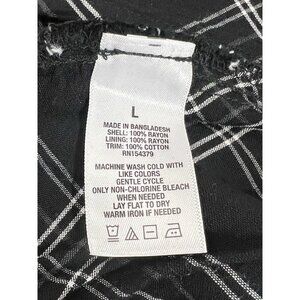 L
MADE IN BANGLADESH
SHELL: 100% RAYON
LINING: 100% RAYON
TRIM: 100% COTTON
RN154379
MACHINE WASH COLD WITH
LIKE COLORS
GENTLE CYCLE
ONLY NON-CHLORINE BLEACH
WHEN NEEDED
LAY FLAT TO DRY
WARM IRON IF NEEDED